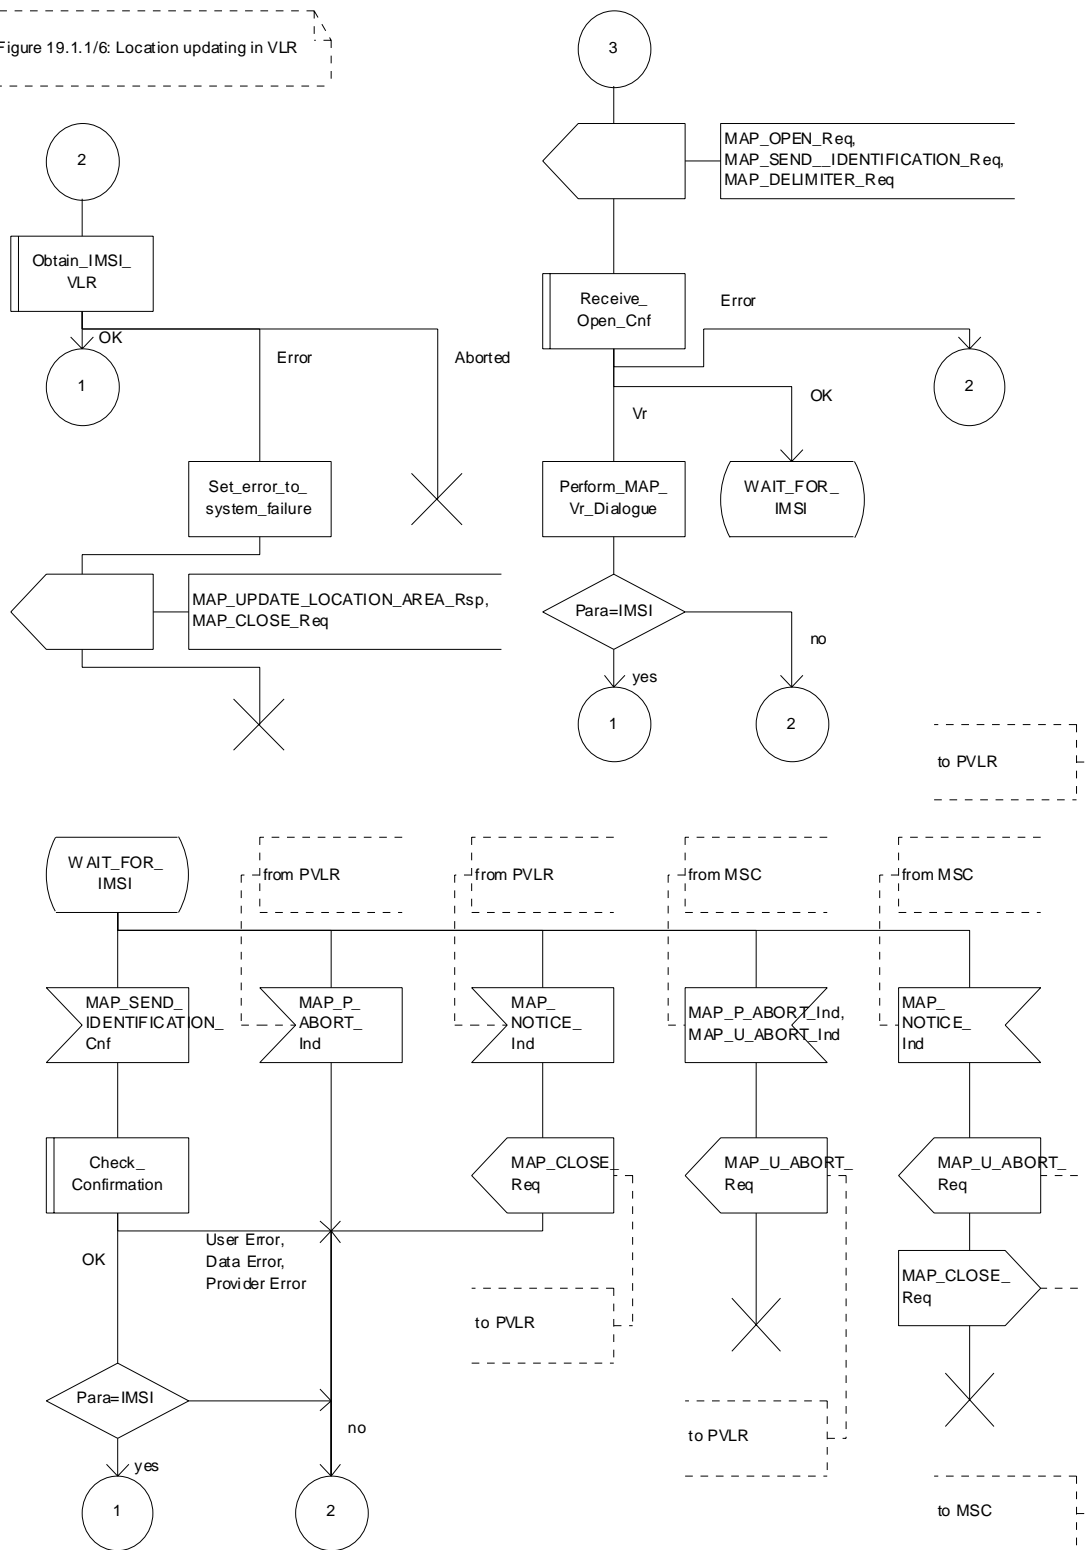 Figure 19.1.1/6: Location updating in VLR
3
2
MAP_OPEN_Req,
MAP_SEND__IDENTIFICATION_Req,
MAP_DELIMITER_Req
Obtain_IMSI_
VLR
Receive_
Open_Cnf
Error
OK
1
Error
Aborted
2
Vr
OK
Set_error_to_
system_failure
Perform_MAP_
Vr_Dialogue
WAIT_FOR_
IMSI
MAP_UPDATE_LOCATION_AREA_Rsp,
MAP_CLOSE_Req
Para=IMSI
no
yes
1
2
to PVLR
WAIT_FOR_
IMSI
from PVLR
from PVLR
from MSC
from MSC
MAP_SEND_
IDENTIFICATION_
Cnf
MAP_P_
ABORT_
Ind
MAP_
NOTICE_
Ind
MAP_P_ABORT_Ind,
MAP_U_ABORT_Ind
MAP_
NOTICE_
Ind
Check_
Confirmation
MAP_CLOSE_
Req
MAP_U_ABORT_
Req
MAP_U_ABORT_
Req
OK
User Error,
Data Error,
Provider Error
MAP_CLOSE_
Req
to PVLR
Para=IMSI
no
to PVLR
yes
1
2
to MSC